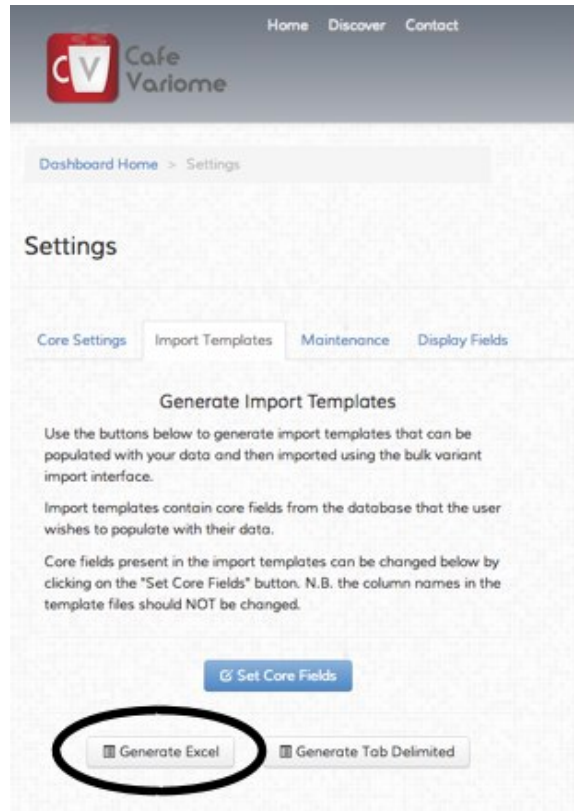 Home Discover Contact
CV
Cafe
Variome
Dashboard Home > Settings
Settings
Core Settings Import Templates Maintenance Display Fields
Generate Import Templates
Use the buttons below to generate import templates that can be
populated with your data and then imported using the bulk variant
import interface.
Import templates contain core fields from the database that the user
wishes to populate with their data.
Core fields present in the import templates can be changed below by
clicking on the "Set Core Fields" button. N.B. the column names in the
template files should NOT be changed.
Set Core Fields
Generate Excel Generate Tab Delimited